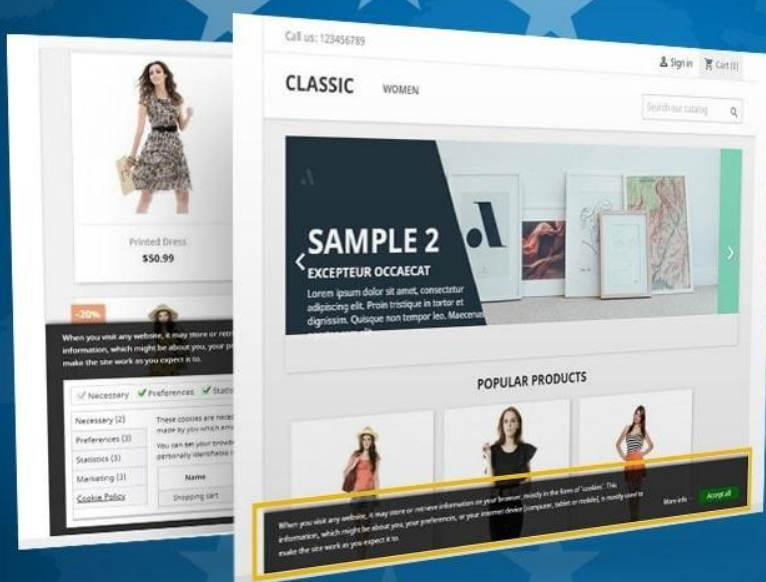 Call us: 123456789
Sign in
Cart (0)
CLASSIC
WOMEN
Search our catalog
SAMPLE 2
EXCEPTEUR OCCAECAT
Lorem ipsum dolor sit amet, consectetur
adipiscing elit. Proin tristique in tortor et
dignissim. Quisque non tempor leo. Maecenas
POPULAR PRODUCTS
When you visit any website, it may store or retrieve information on your browser, mostly in the form of 'cookies'. This
information, which might be about you, your preferences, or your internet device (computer, tablet or mobile), is mostly used to
make the site work as you expect it to.
More info
Accept all
Printed Dress
$50.99
-20%
When you visit any website, it may store or retrie
information, which might be about you, your p
make the site work as you expect it to.
Necessary
Preferences
Statis
Necessary (2)
Preferences (3)
Statistics (3)
Marketing (3)
Cookie Policy
These cookies are neces
made by you which am
You can set your brows
personally identifiable
Name
Shopping cart